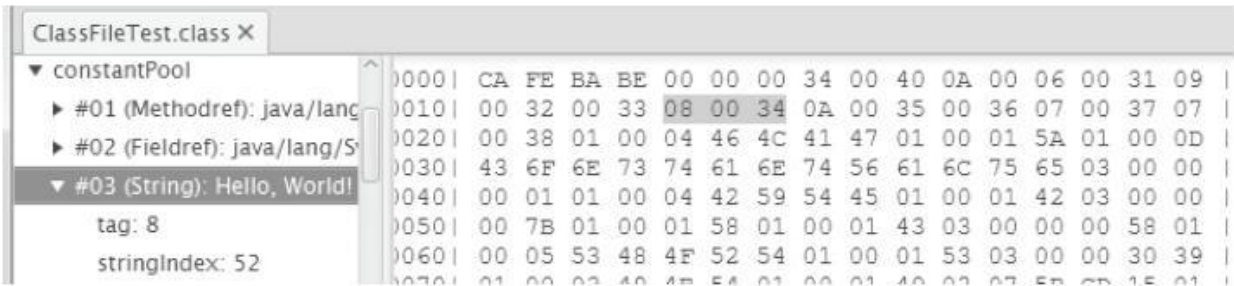 ClassFileTest.class ×
▼ constantPool
▶ #01 (Methodref): java/lang
▶ #02 (Fieldref): java/lang/Sy
▼ #03 (String): Hello, World!
tag: 8
stringIndex: 52
0000| CA FE BA BE 00 00 00 34 00 40 0A 00 06 00 31 09 |
0010| 00 32 00 33 08 00 34 0A 00 35 00 36 07 00 37 07 |
0020| 00 38 01 00 04 46 4C 41 47 01 00 01 5A 01 00 0D |
0030| 43 6F 6E 73 74 61 6E 74 56 61 6C 75 65 03 00 00 |
0040| 00 01 01 00 04 42 59 54 45 01 00 01 42 03 00 00 |
0050| 00 7B 01 00 01 58 01 00 01 43 03 00 00 00 58 01 |
0060| 00 05 53 48 4F 52 54 01 00 01 53 03 00 00 30 39 |